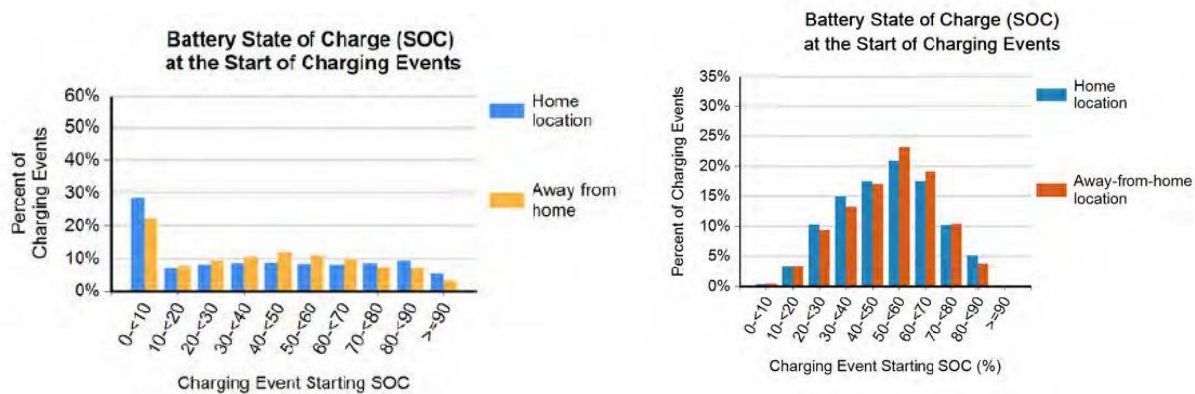 Battery State of Charge (SOC)
at the Start of Charging Events
60%
50%
40%
30%
20%
10%
0%
Percent of
Charging Events
0-<10
10-<20
20-<30
30-<40
40-<50
50-<60
60-<70
70-<80
80-<90
>=90
Charging Event Starting SOC
Home
location
Away from
home
Battery State of Charge (SOC)
at the Start of Charging Events
35%
30%
25%
20%
15%
10%
5%
0%
Percent of Charging Events
0-<10
10-<20
20-<30
30-<40
40-<50
50-<60
60-<70
70-<80
80-<90
>=90
Charging Event Starting SOC (%)
Home
location
Away-from-home
location